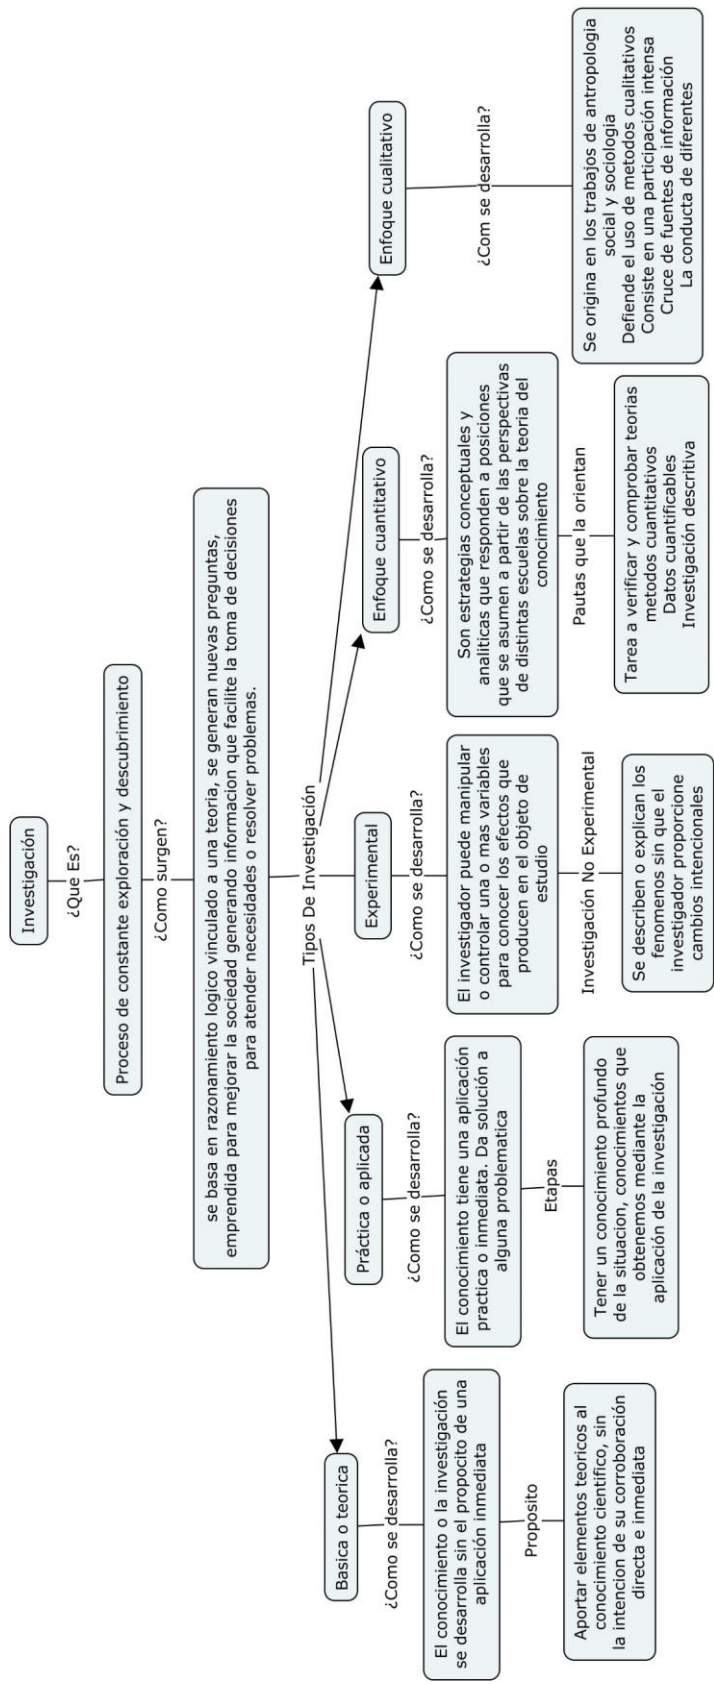 Investigación
¿Que Es?
Proceso de constante exploración y descubrimiento
¿Como surgen?
se basa en razonamiento logico vinculado a una teoria, se generan nuevas preguntas,
emprendida para mejorar la sociedad generando informacion que facilite la toma de decisiones
para atender necesidades o resolver problemas.
Tipos De Investigación
Basica o teorica
¿Como se desarrolla?
El conocimiento o la investigación
se desarrolla sin el propocito de una
aplicación inmediata
Proposito
Aportar elementos teoricos al
conocimiento cientifico, sin
la intencion de su corroboración
directa e inmediata
Práctica o aplicada
¿Como se desarrolla?
El conocimiento tiene una aplicación
practica o inmediata. Da solución a
alguna problematica
Etapas
Tener un conocimiento profundo
de la situacion, conocimientos que
obtenemos mediante la
aplicación de la investigación
Experimental
¿Como se desarrolla?
El investigador puede manipular
o controlar una o mas variables
para conocer los efectos que
producen en el objeto de
estudio
Investigación No Experimental
Se describen o explican los
fenomenos sin que el
investigador proporcione
cambios intencionales
Enfoque cuantitativo
¿Como se desarrolla?
Son estrategias conceptuales y
analiticas que responden a posiciones
que se asumen a partir de las perspectivas
de distintas escuelas sobre la teoria del
conocimiento
Pautas que la orientan
Tarea a verificar y comprobar teorías
metodos cuantitativos
Datos cuantificables
Investigación descritiva
Enfoque cualitativo
¿Com se desarrolla?
Se origina en los trabajos de antropologia
social y sociologia
Defiende el uso de metodos cualitativos
Consiste en una participación intensa
Cruce de fuentes de información
La conducta de diferentes